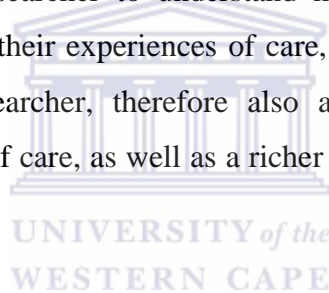 searcher to understand
their experiences of care,
earcher, therefore also a
f care, as well as a richer
UNIVERSITY of the
WESTERN CAPE